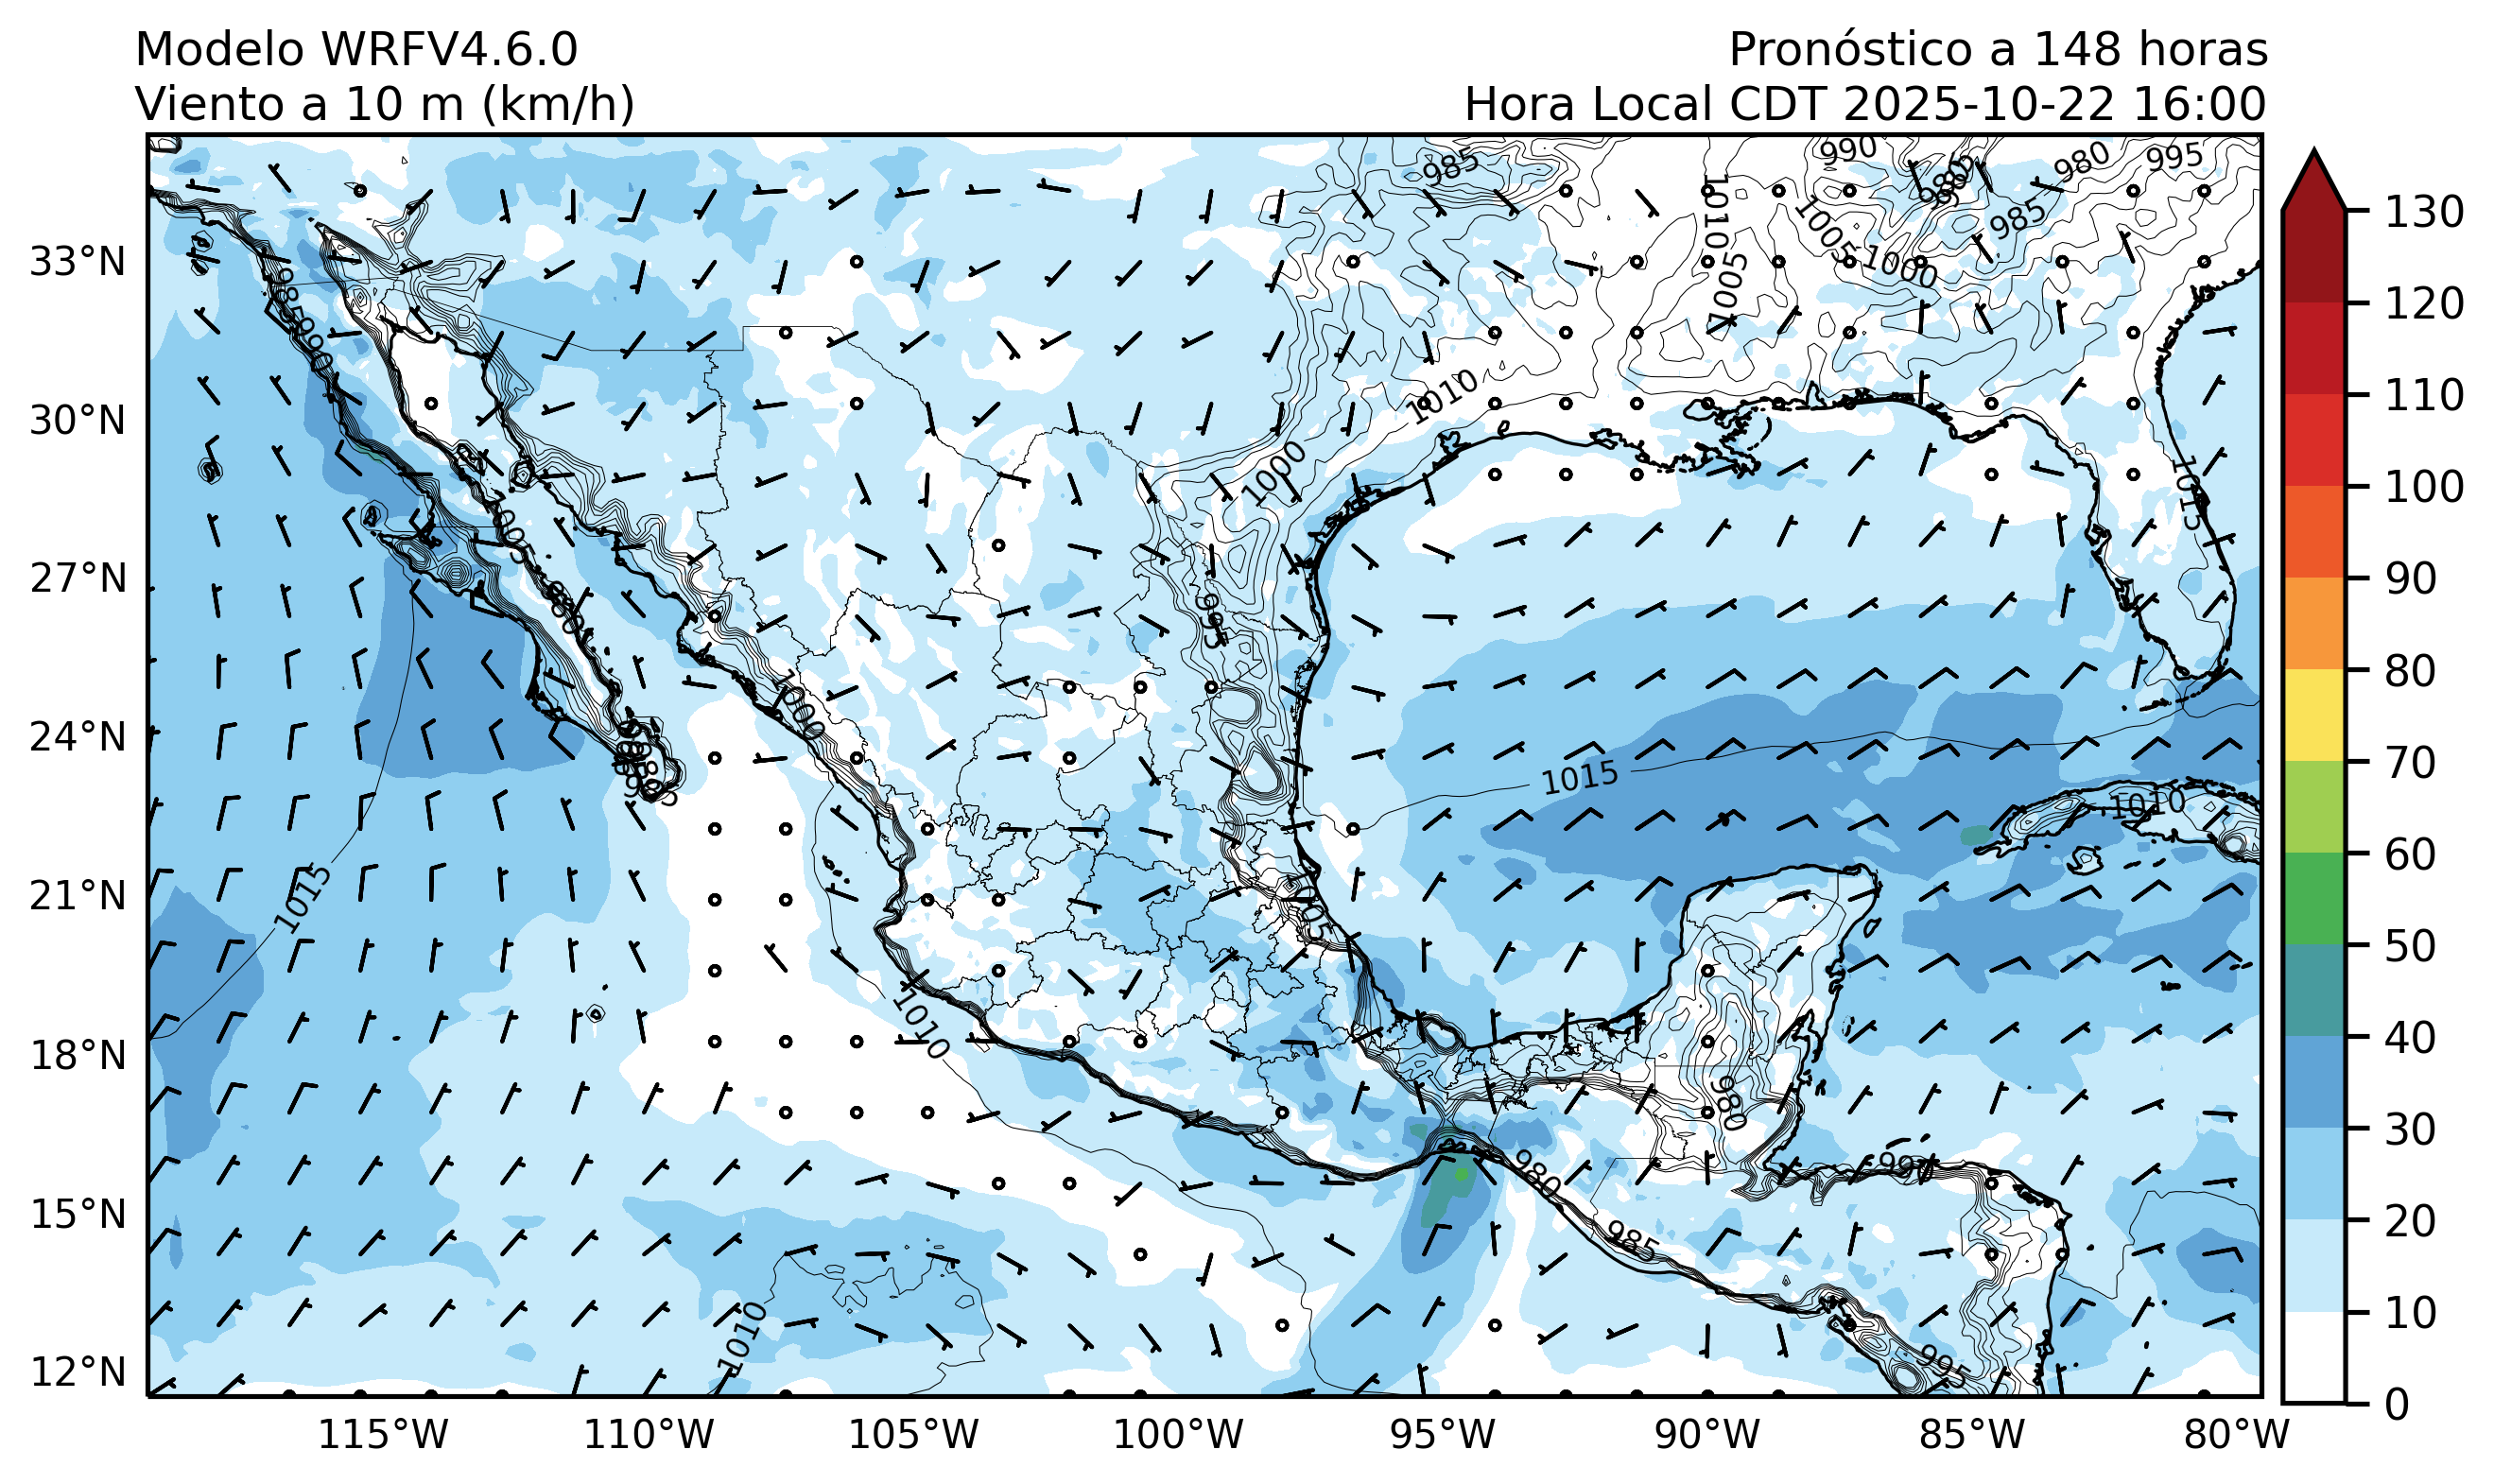 Modelo WRFV4.6.0
Pronóstico a 148 horas
Viento a 10 m (km/h)
Hora Local CDT 2025-10-22 16:00
33°N
30°N
27°N
24°N
21°N
18°N
15°N
12°N
115°W
110°W
105°W
100°W
95°W
90°W
85°W
80°W
130
120
110
100
90
80
70
60
50
40
30
20
10
0
985
990
980
995
1010
1005
985
1000
1005
1010
1000
1015
995
1000
1015
1010
1015
1005
1010
980
980
985
1010
995